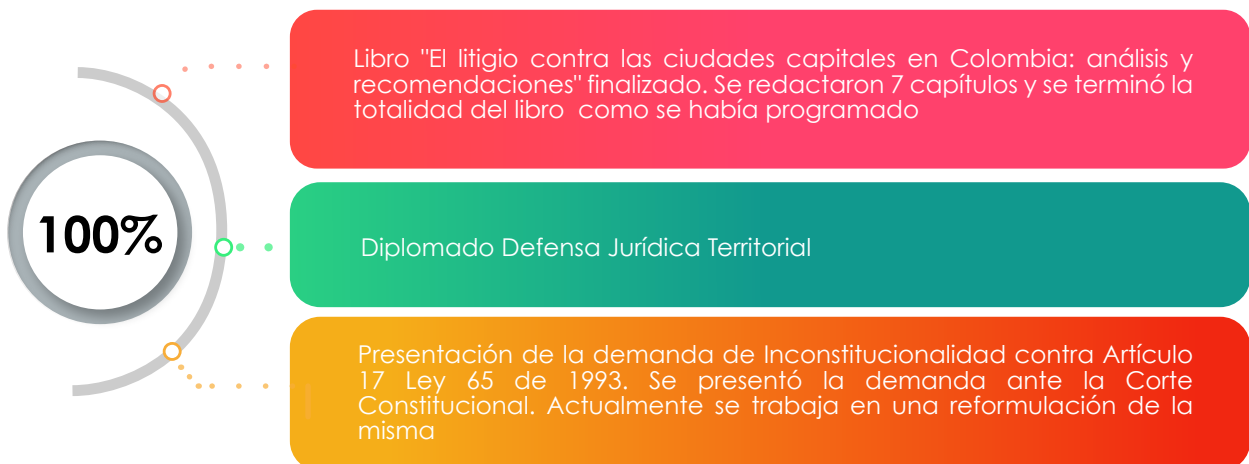 Libro "El litigio contra las ciudades capitales en Colombia: análisis y
recomendaciones" finalizado. Se redactaron 7 capítulos y se terminó la
totalidad del libro como se había programado
100%
Diplomado Defensa Jurídica Territorial
Presentación de la demanda de Inconstitucionalidad contra Artículo
17 Ley 65 de 1993. Se presentó la demanda ante la Corte
Constitucional. Actualmente se trabaja en una reformulación de la
misma